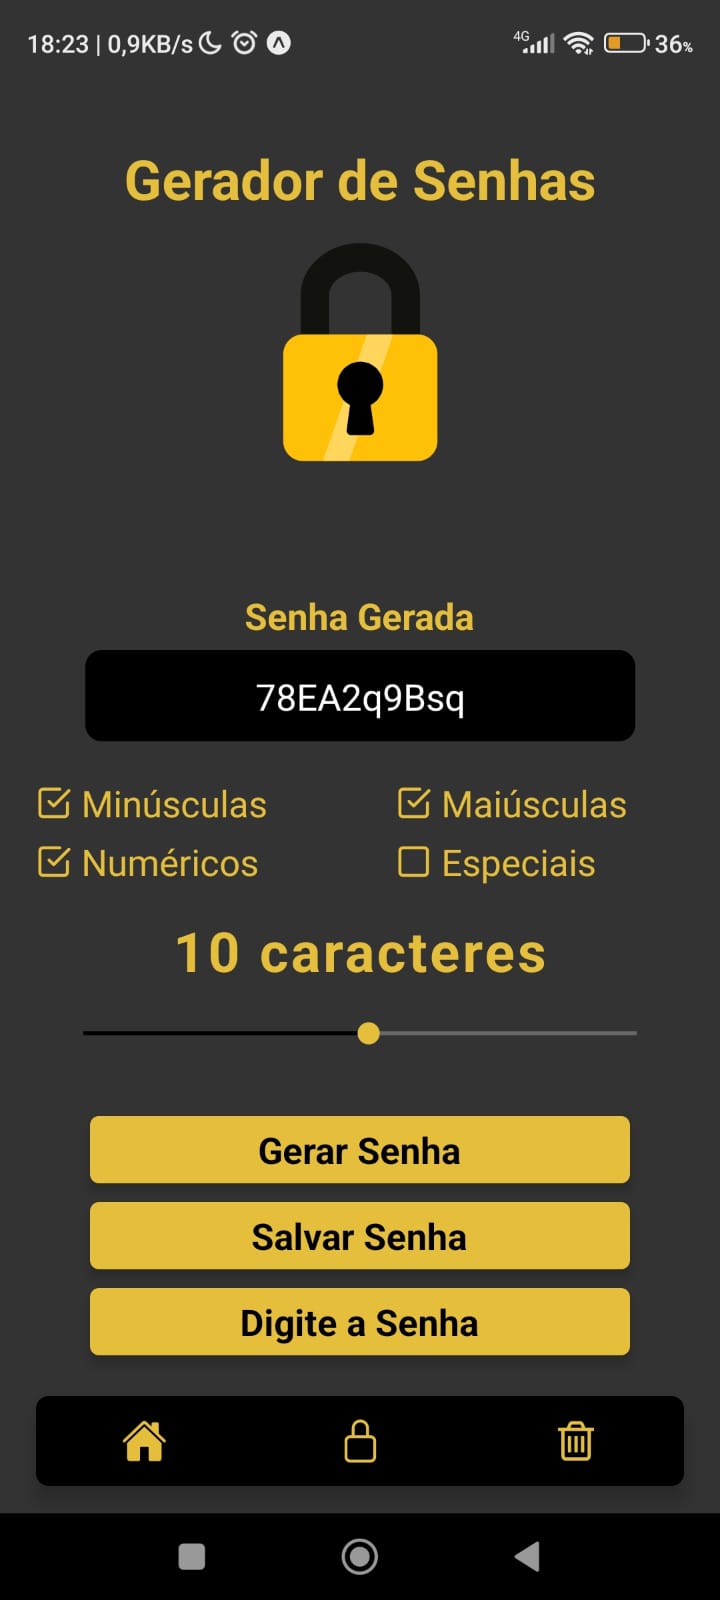 18:23 | 0,9KB/s 4G 36%
Gerador de Senhas
Senha Gerada
78EA2q9Bsq
Minúsculas Maiúsculas
Numéricos Especiais
10 caracteres
Gerar Senha
Salvar Senha
Digite a Senha